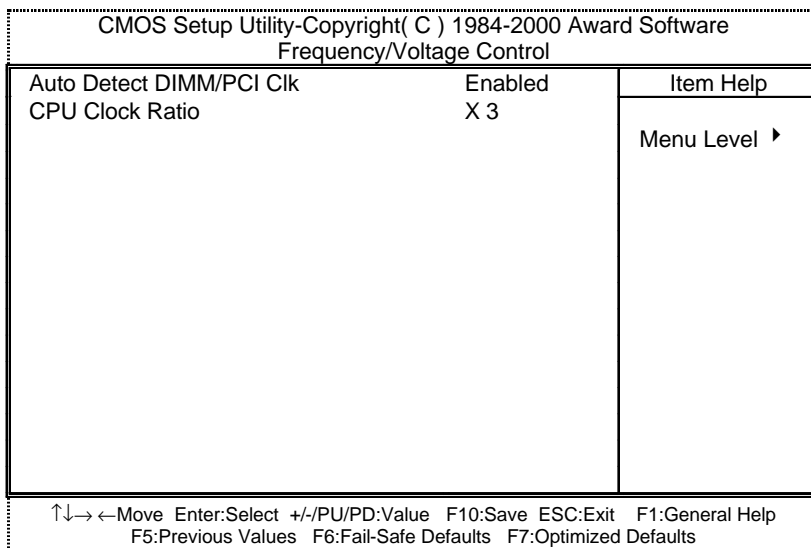 CMOS Setup Utility-Copyright( C ) 1984-2000 Award Software
Frequency/Voltage Control
Auto Detect DIMM/PCI Clk Enabled
CPU Clock Ratio X 3
Item Help
Menu Level ▶
↑↓→←Move Enter:Select +/-/PU/PD:Value F10:Save ESC:Exit F1:General Help
F5:Previous Values F6:Fail-Safe Defaults F7:Optimized Defaults